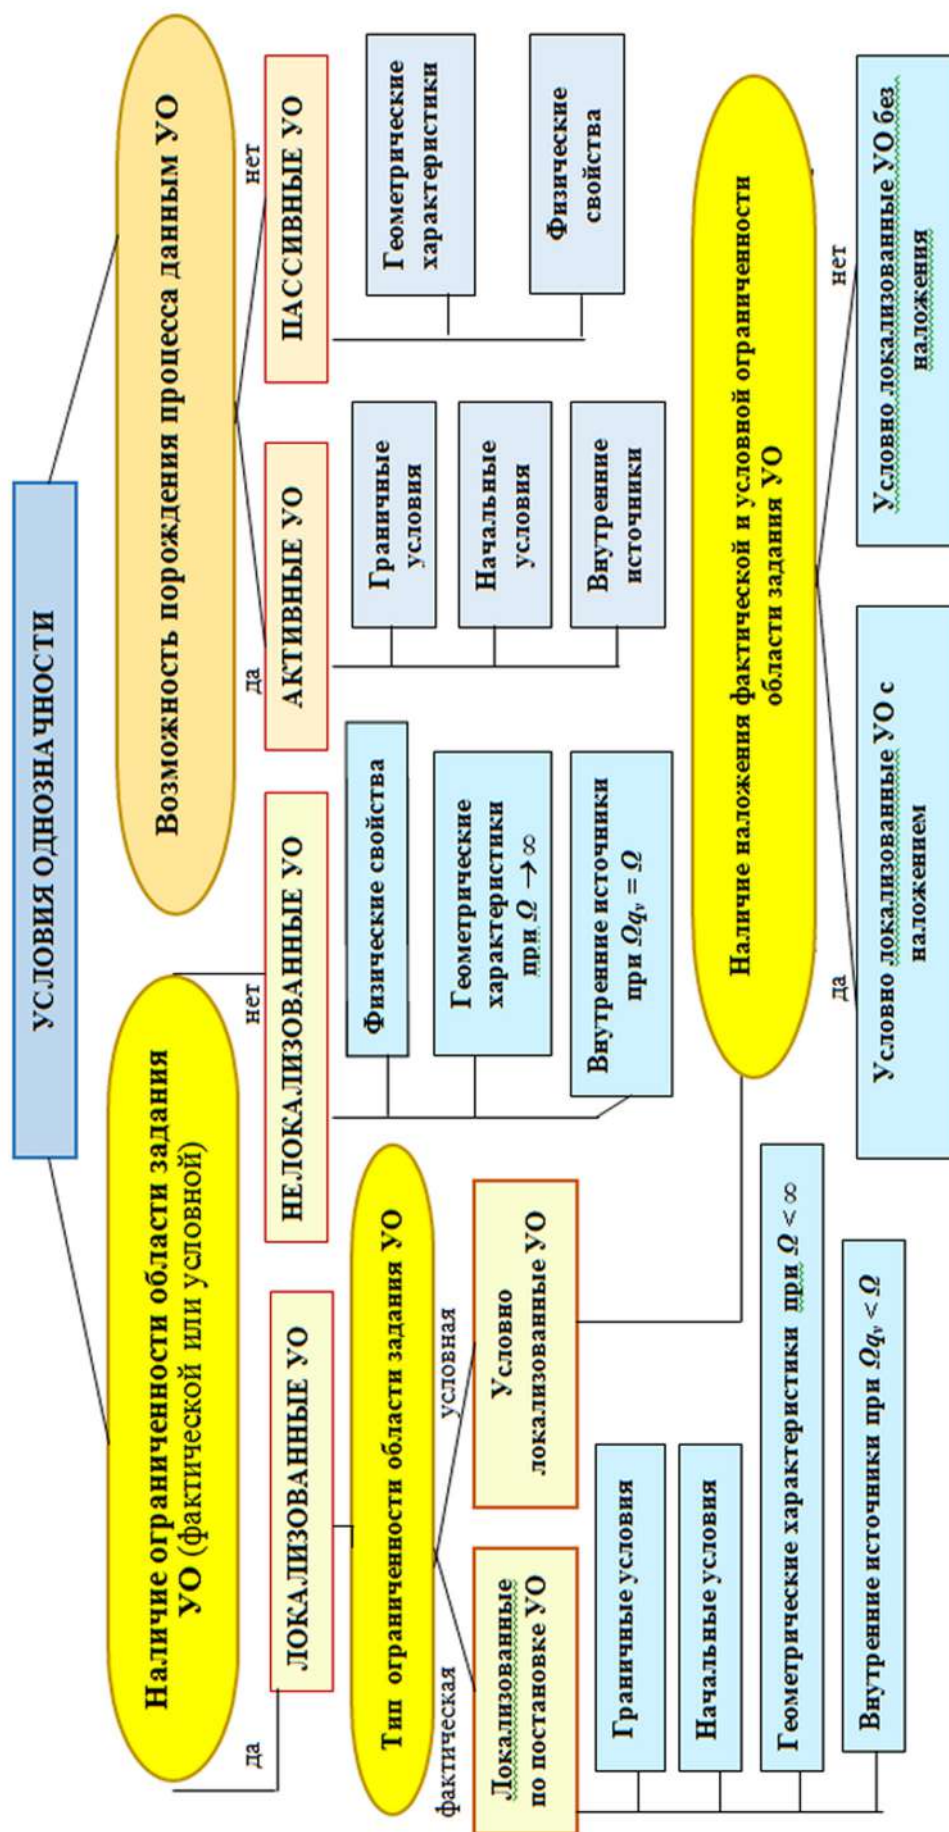 УСЛОВИЯ ОДНОЗНАЧНОСТИ
Наличие ограниченности области задания
УО (фактической или условной)
Возможность порождения процесса данным УО
да
нет
да
нет
ЛОКАЛИЗОВАННЫЕ УО
НЕЛОКАЛИЗОВАННЫЕ УО
АКТИВНЫЕ УО
ПАССИВНЫЕ УО
Тип ограниченности области задания УО
Физические свойства
Геометрические
характеристики
при Ω → ∞
Внутренние источники
при Ωqᵥ = Ω
Граничные
условия
Начальные
условия
Внутренние
источники
Геометрические
характеристики
Физические
свойства
фактическая
условная
Локализованные
по постановке УО
Условно
локализованные УО
Граничные условия
Начальные условия
Геометрические характеристики при Ω < ∞
Внутренние источники при Ωqᵥ < Ω
Наличие наложения фактической и условной ограниченности
области задания УО
да
нет
Условно локализованные УО с
наложением
Условно локализованные УО без
наложения